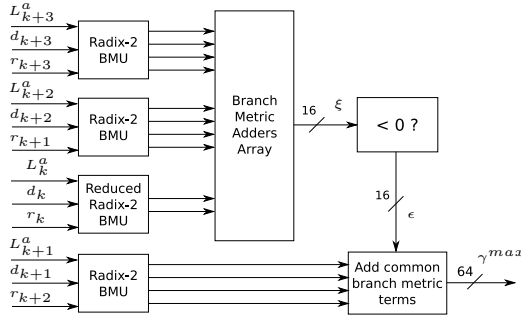 L^a_{k+3}
d_{k+3}
r_{k+3}
Radix-2
BMU
L^a_{k+2}
d_{k+2}
r_{k+1}
Radix-2
BMU
L^a_k
d_k
r_k
Reduced
Radix-2
BMU
L^a_{k+1}
d_{k+1}
r_{k+2}
Radix-2
BMU
Branch
Metric
Adders
Array
16
ξ
< 0 ?
16
ϵ
Add common
branch metric
terms
64
γ^{max}